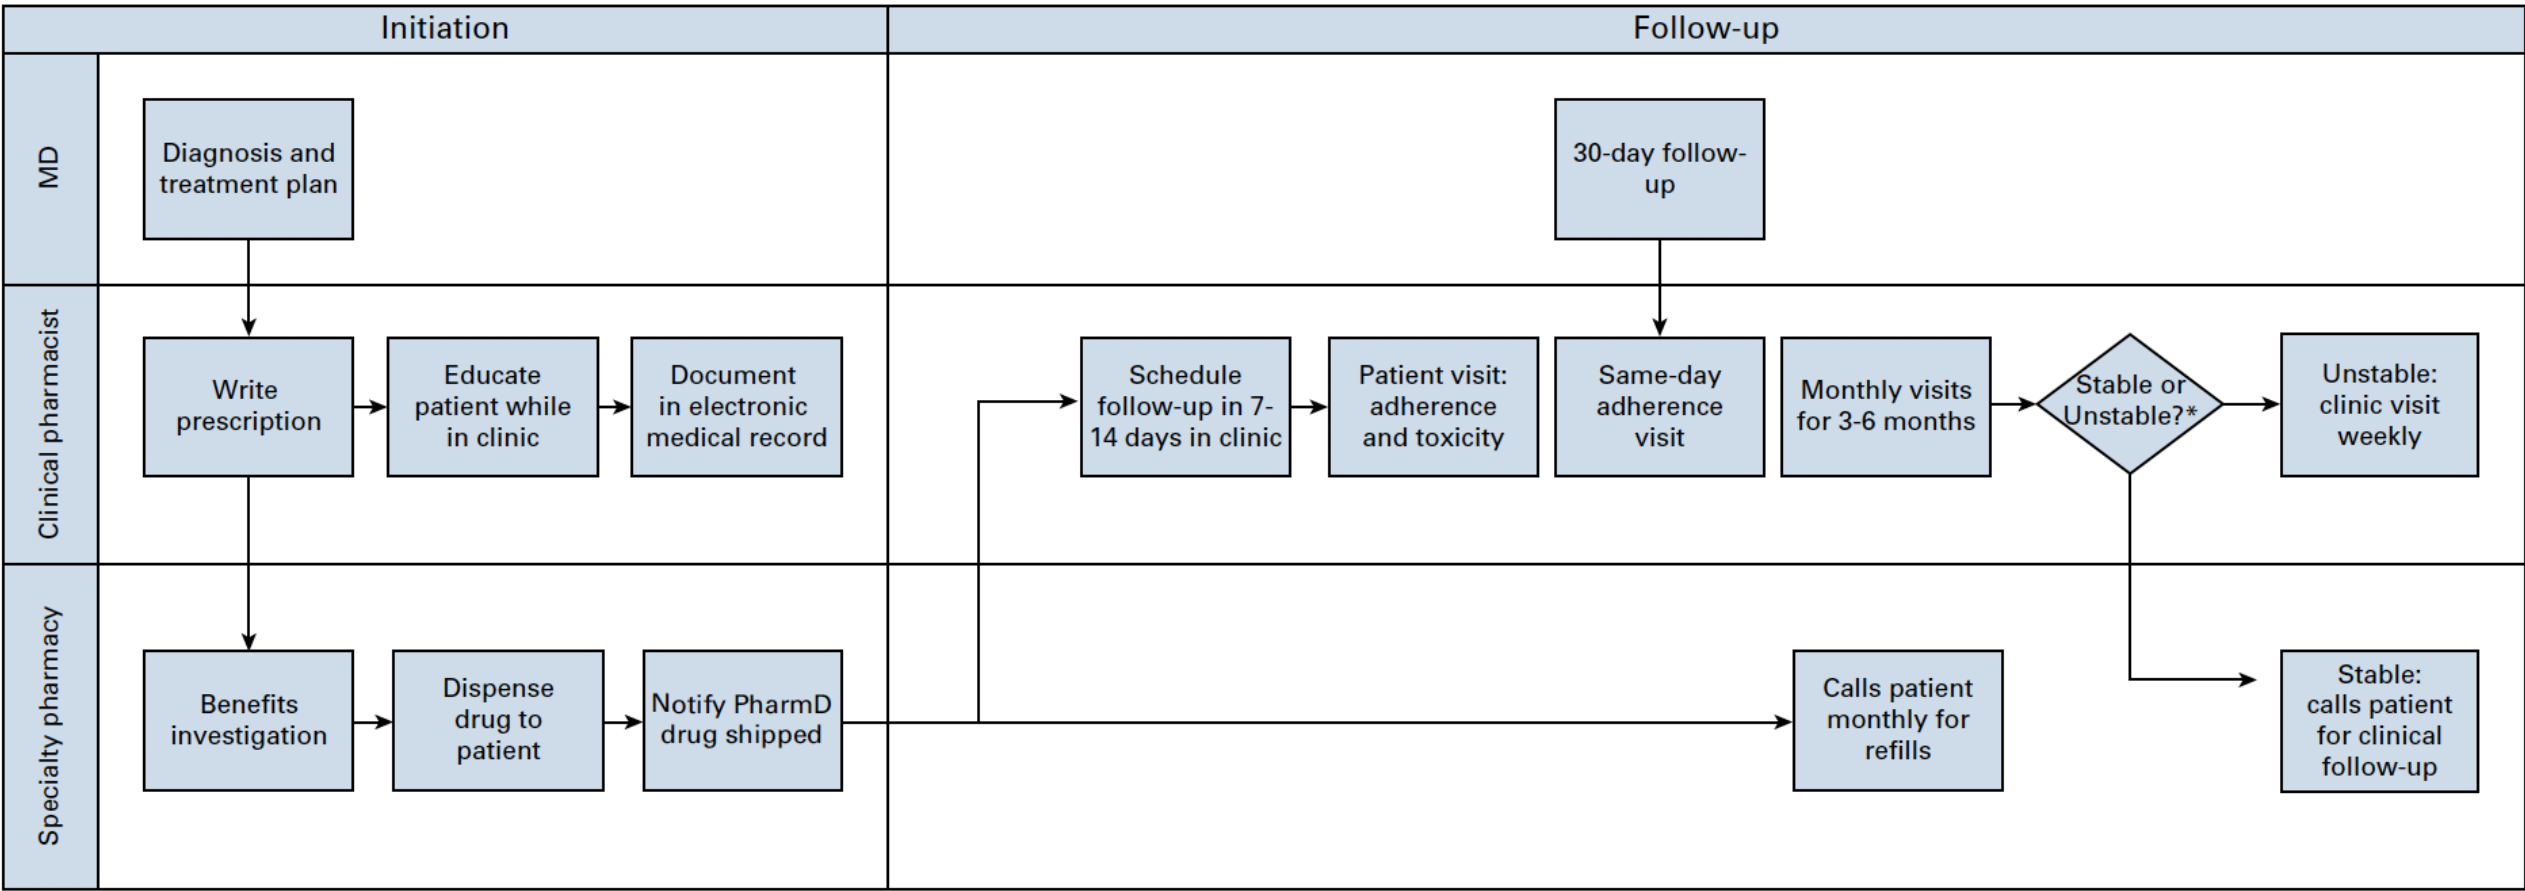 Initiation
Follow-up
MD
Diagnosis and
treatment plan
30-day follow-
up
Clinical pharmacist
Write
prescription
Educate
patient while
in clinic
Document
in electronic
medical record
Schedule
follow-up in 7-
14 days in clinic
Patient visit:
adherence
and toxicity
Same-day
adherence
visit
Monthly visits
for 3-6 months
Stable or
Unstable?*
Unstable:
clinic visit
weekly
Specialty pharmacy
Benefits
investigation
Dispense
drug to
patient
Notify PharmD
drug shipped
Calls patient
monthly for
refills
Stable:
calls patient
for clinical
follow-up